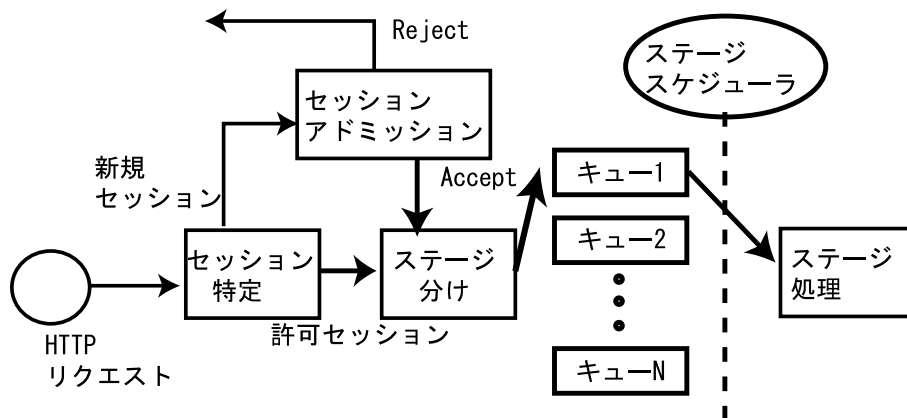 Reject
ステージ
スケジューラ
セッション
アドミッション
新規
セッション
Accept
キュー1
キュー2
キューN
セッション
特定
ステージ
分け
ステージ
処理
許可セッション
HTTP
リクエスト